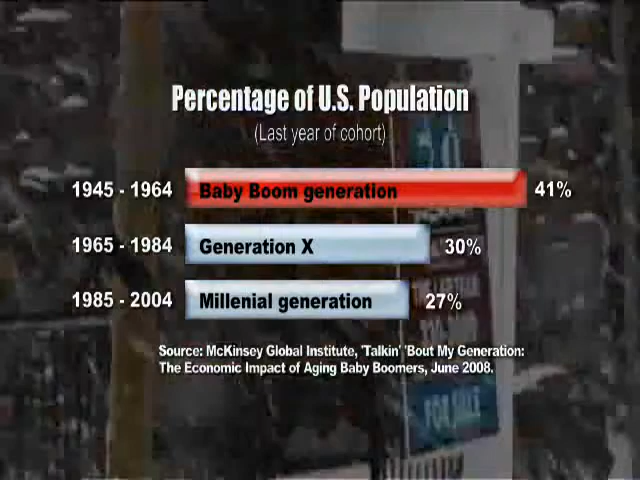 Percentage of U.S. Population
(Last year of cohort)
1945 - 1964 Baby Boom generation 41%
1965 - 1984 Generation X 30%
1985 - 2004 Millenial generation 27%
Source: McKinsey Global Institute, 'Talkin' 'Bout My Generation:
The Economic Impact of Aging Baby Boomers, June 2008.
FOR SALE